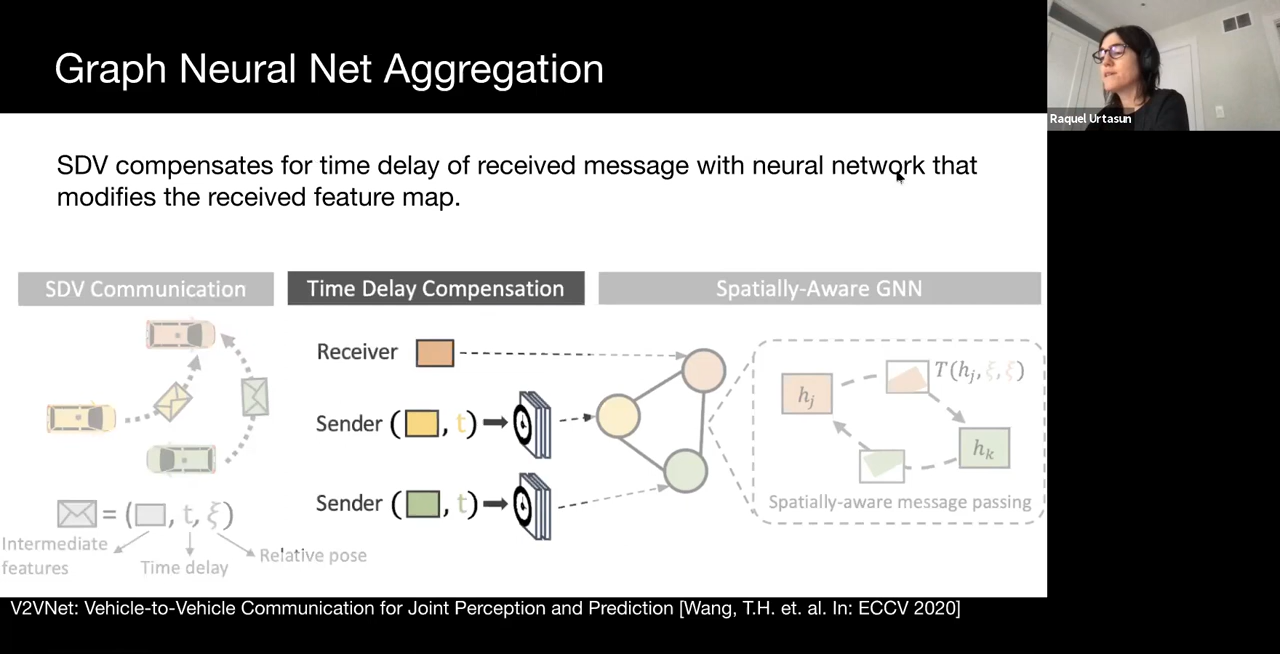 Graph Neural Net Aggregation
Raquel Urtasun
SDV compensates for time delay of received message with neural network that
modifies the received feature map.
SDV Communication
Time Delay Compensation
Spatially-Aware GNN
Receiver
Sender ( , t)
Sender ( , t)
= ( , t, ξ)
Intermediate
features
Time delay
Relative pose
T(hj, ξ, ξ)
hj
hk
Spatially-aware message passing
V2VNet: Vehicle-to-Vehicle Communication for Joint Perception and Prediction [Wang, T.H. et. al. In: ECCV 2020]